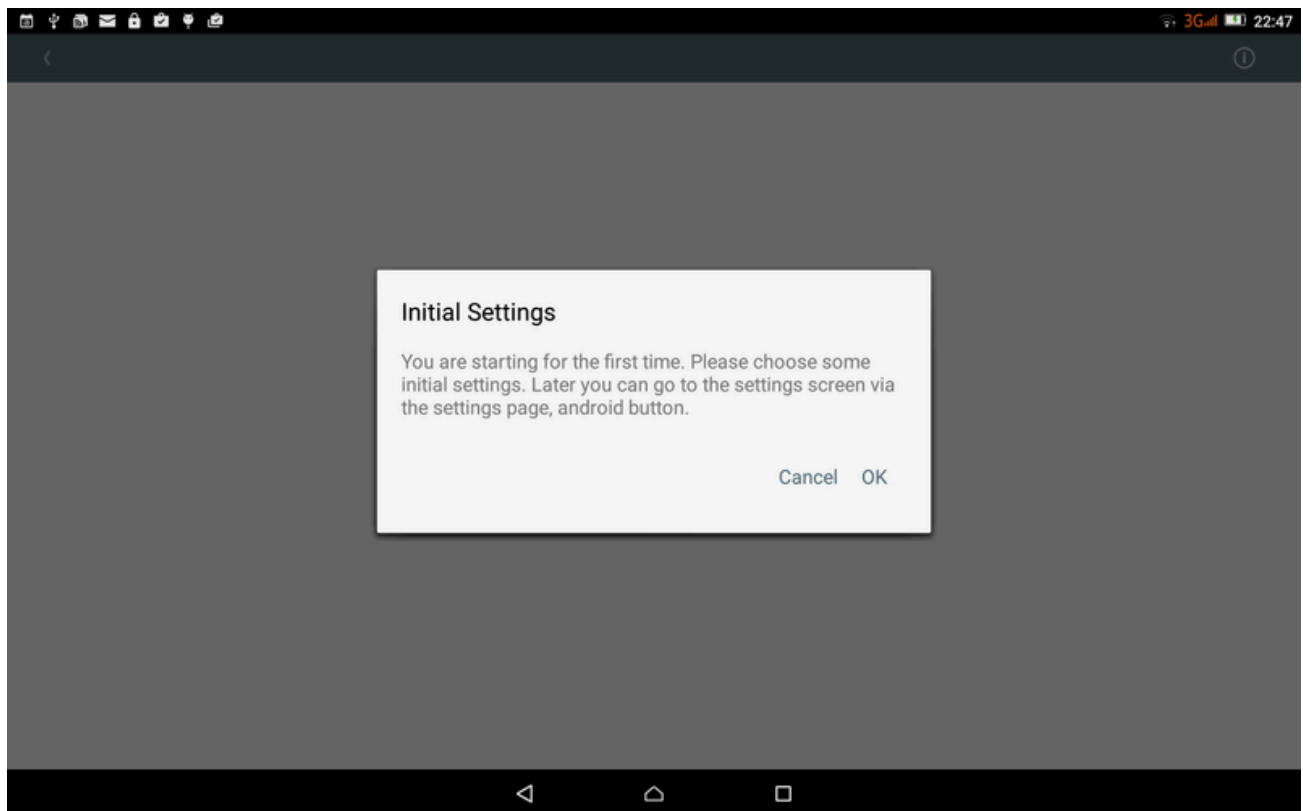 3G 22:47
Initial Settings
You are starting for the first time. Please choose some
initial settings. Later you can go to the settings screen via
the settings page, android button.
Cancel OK